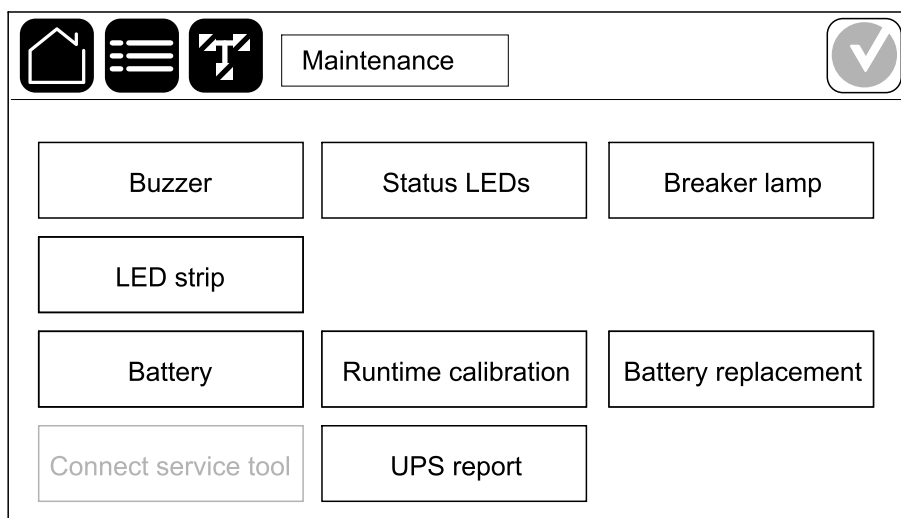 Maintenance
Buzzer
Status LEDs
Breaker lamp
LED strip
Battery
Runtime calibration
Battery replacement
Connect service tool
UPS report